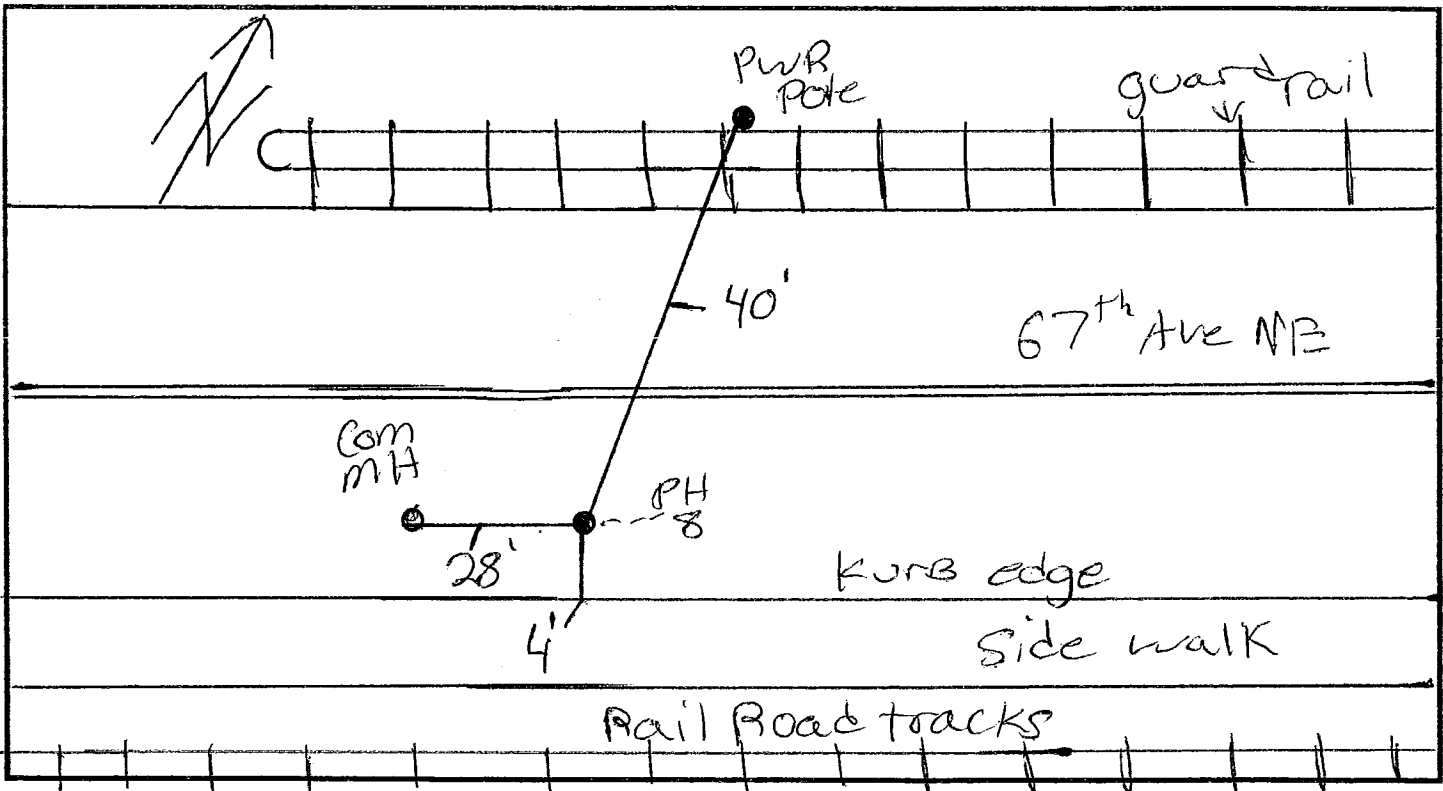 N
PWR
Pole
guard rail
40'
67th Ave NE
Com
MH
PH
8
28'
KurB edge
4'
Side walk
Rail Road tracks